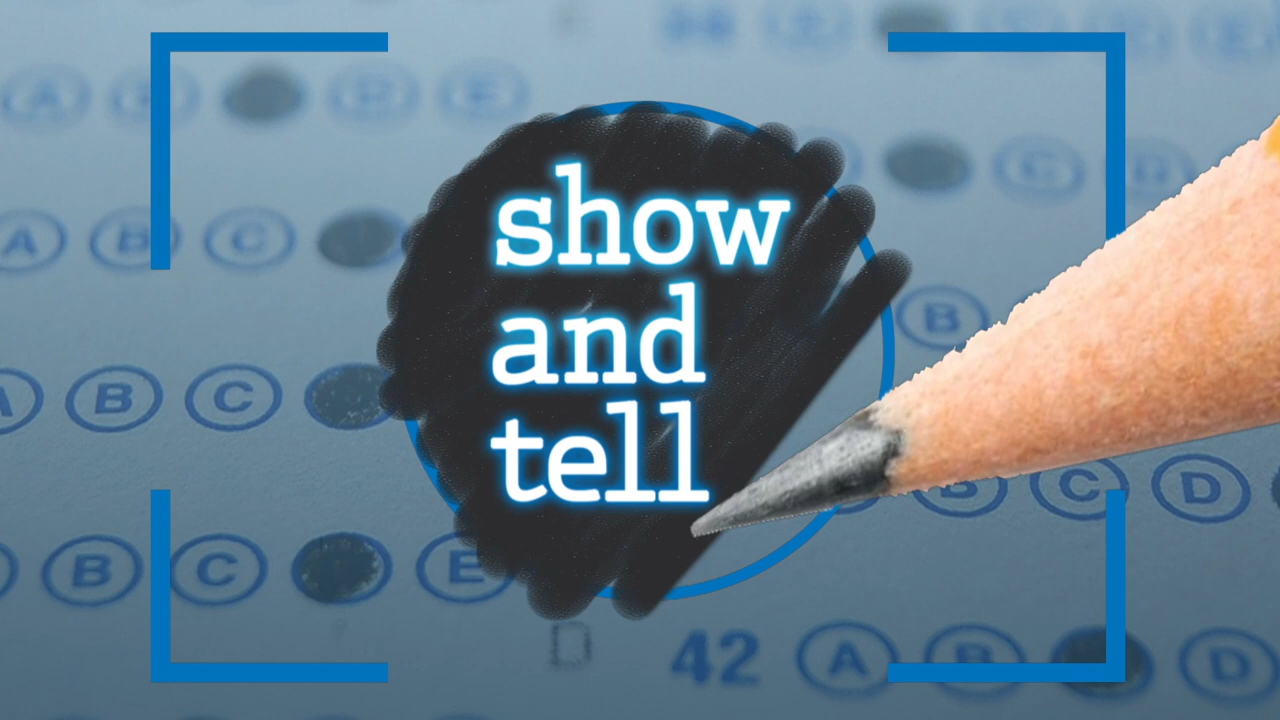 A D E
show
and
tell
C D
A B C
B
A B C
B C D
B C E
D 42 A B D